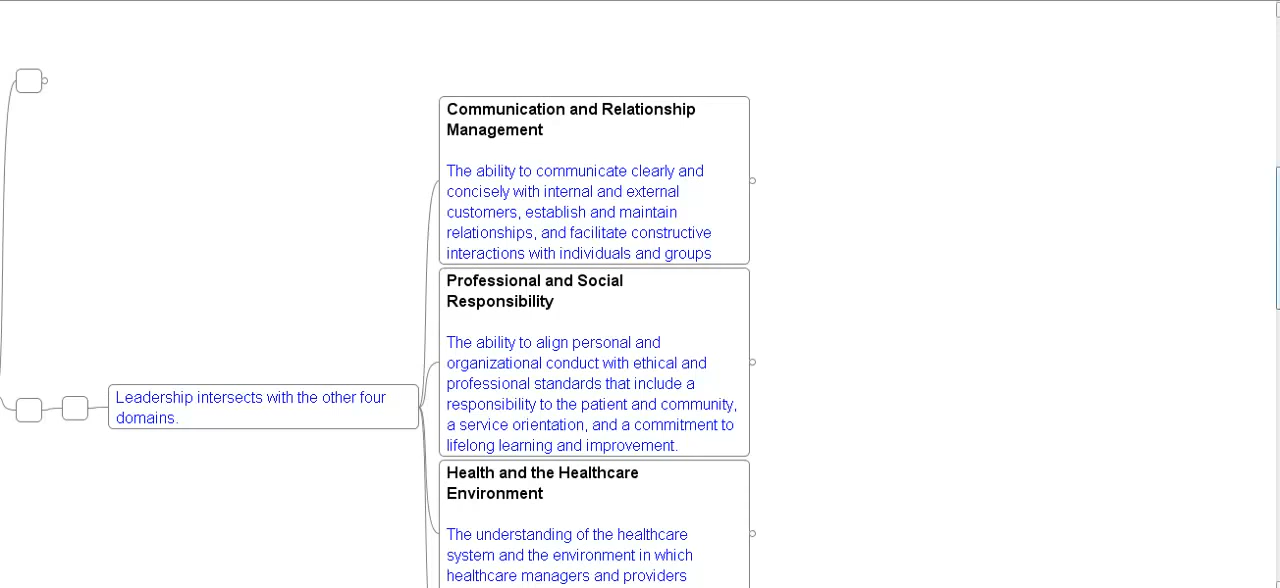 Communication and Relationship
Management
The ability to communicate clearly and
concisely with internal and external
customers, establish and maintain
relationships, and facilitate constructive
interactions with individuals and groups
Professional and Social
Responsibility
The ability to align personal and
organizational conduct with ethical and
professional standards that include a
responsibility to the patient and community,
a service orientation, and a commitment to
lifelong learning and improvement.
Leadership intersects with the other four
domains.
Health and the Healthcare
Environment
The understanding of the healthcare
system and the environment in which
healthcare managers and providers